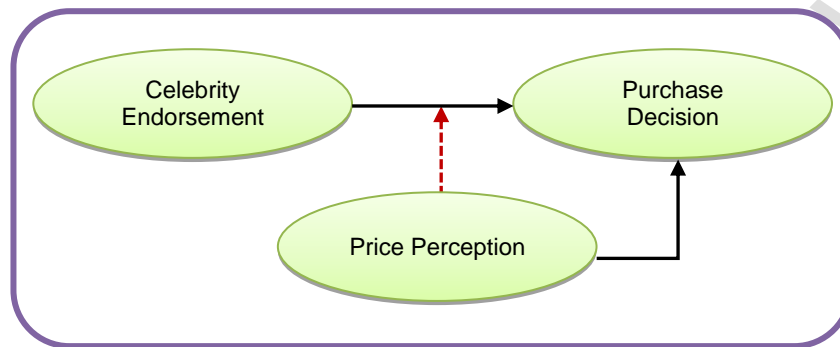 Celebrity
Endorsement
Purchase
Decision
Price Perception